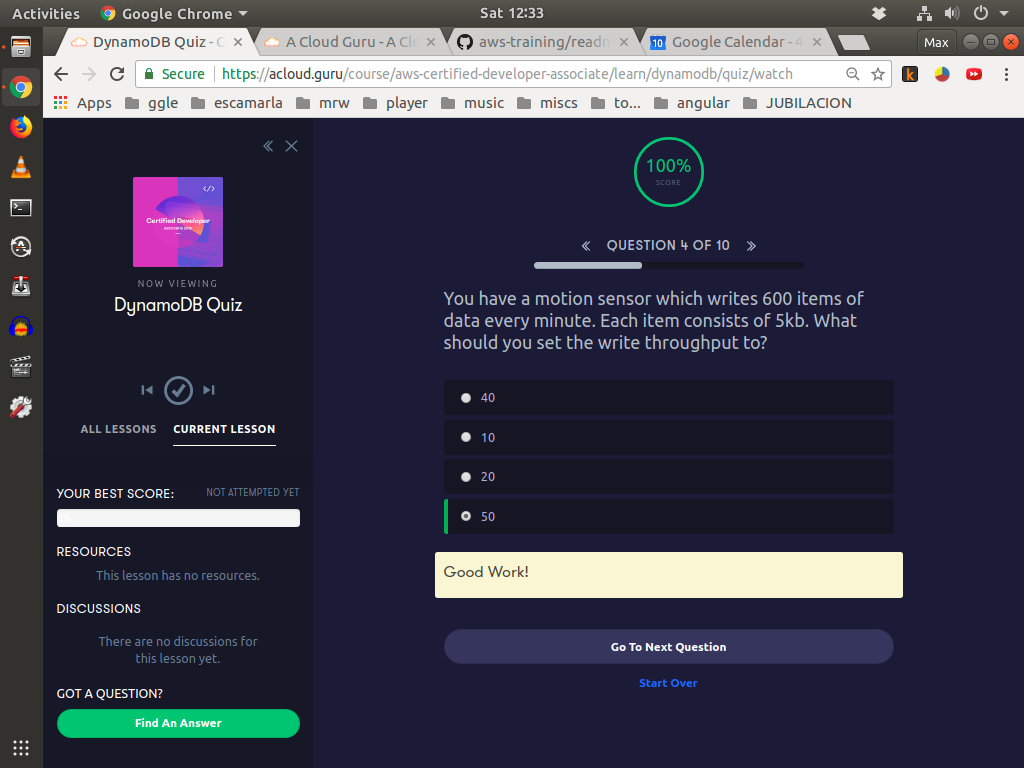 Activities Google Chrome Sat 12:33
DynamoDB Quiz - C A Cloud Guru - A Clo aws-training/readm Google Calendar - 4 Max
Secure https://acloud.guru/course/aws-certified-developer-associate/learn/dynamodb/quiz/watch
Apps ggle escamarla mrw player music miscs to... angular JUBILACION
</>
Certified Developer
NOW VIEWING
DynamoDB Quiz
ALL LESSONS CURRENT LESSON
YOUR BEST SCORE: NOT ATTEMPTED YET
RESOURCES
This lesson has no resources.
DISCUSSIONS
There are no discussions for
this lesson yet.
GOT A QUESTION?
Find An Answer
100%
SCORE
« QUESTION 4 OF 10 »
You have a motion sensor which writes 600 items of
data every minute. Each item consists of 5kb. What
should you set the write throughput to?
40
10
20
50
Good Work!
Go To Next Question
Start Over